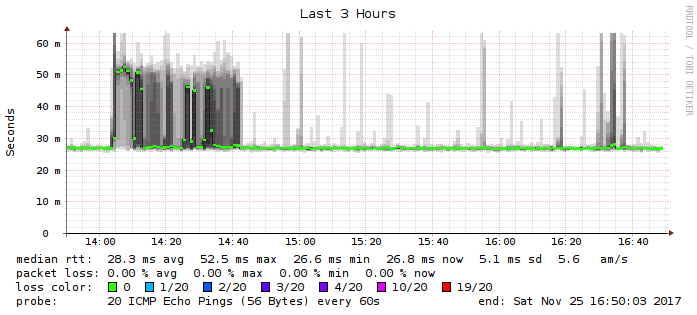 Last 3 Hours
RRDTOOL / TOBI OETIKER
Seconds
60 m
50 m
40 m
30 m
20 m
10 m
0
14:00 14:20 14:40 15:00 15:20 15:40 16:00 16:20 16:40
median rtt: 28.3 ms avg 52.5 ms max 26.6 ms min 26.8 ms now 5.1 ms sd 5.6 am/s
packet loss: 0.00 % avg 0.00 % max 0.00 % min 0.00 % now
loss color: 0 1/20 2/20 3/20 4/20 10/20 19/20
probe: 20 ICMP Echo Pings (56 Bytes) every 60s end: Sat Nov 25 16:50:03 2017